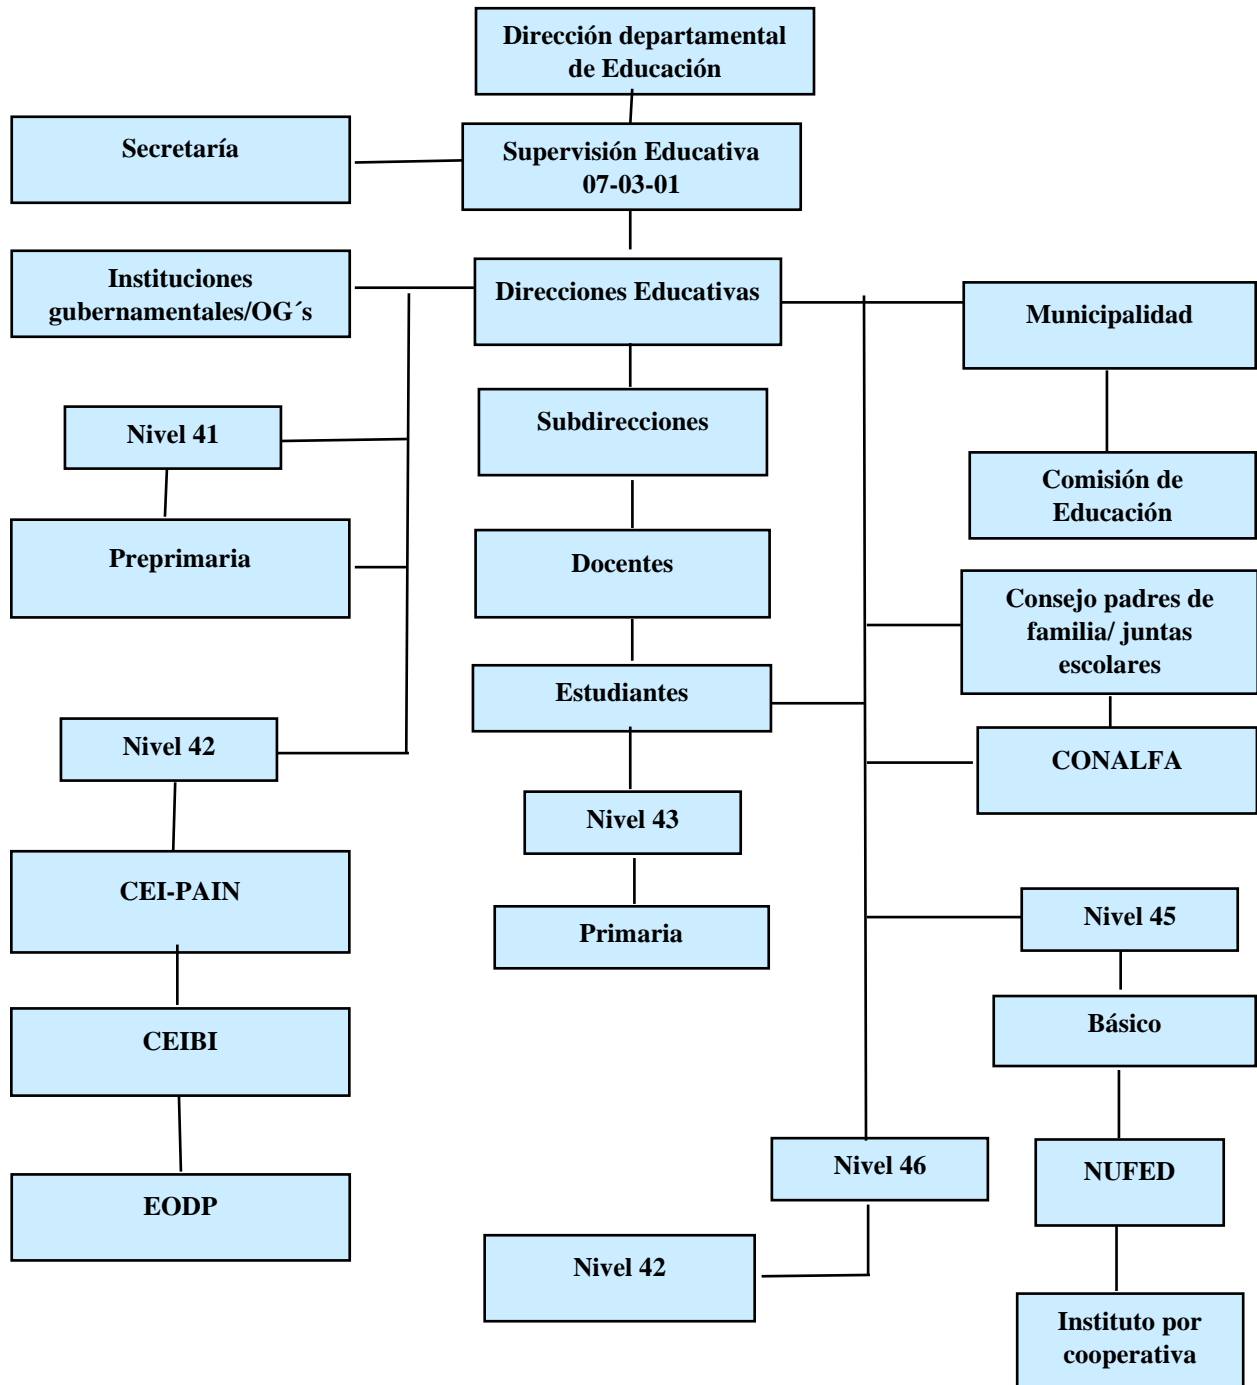 Dirección departamental
de Educación
Secretaría
Supervisión Educativa
07-03-01
Instituciones
gubernamentales/OG´s
Direcciones Educativas
Municipalidad
Nivel 41
Subdirecciones
Comisión de
Educación
Preprimaria
Docentes
Consejo padres de
familia/ juntas
escolares
Estudiantes
Nivel 42
CONALFA
Nivel 43
CEI-PAIN
Primaria
Nivel 45
CEIBI
Básico
Nivel 46
NUFED
EODP
Nivel 42
Instituto por
cooperativa